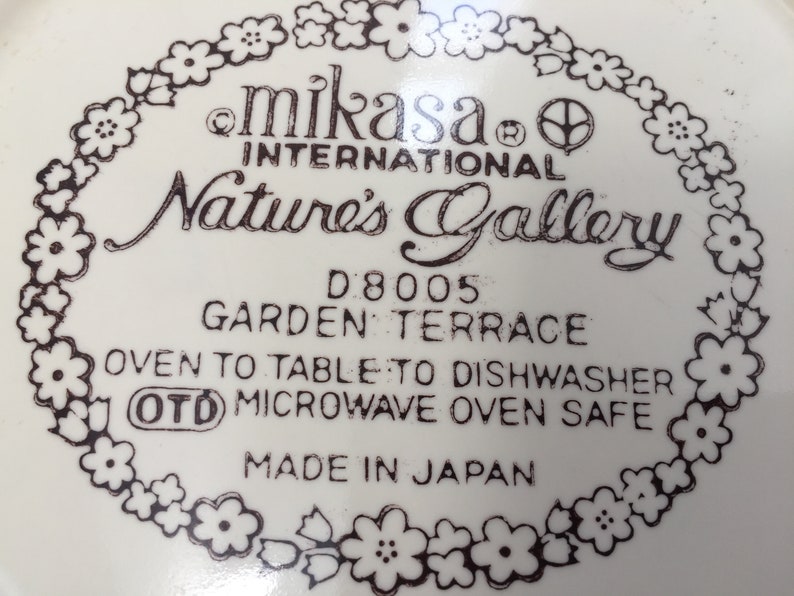 © mikasa ®
INTERNATIONAL
Nature's Gallery
D8005
GARDEN TERRACE
OVEN TO TABLE TO DISHWASHER
OTD MICROWAVE OVEN SAFE
MADE IN JAPAN